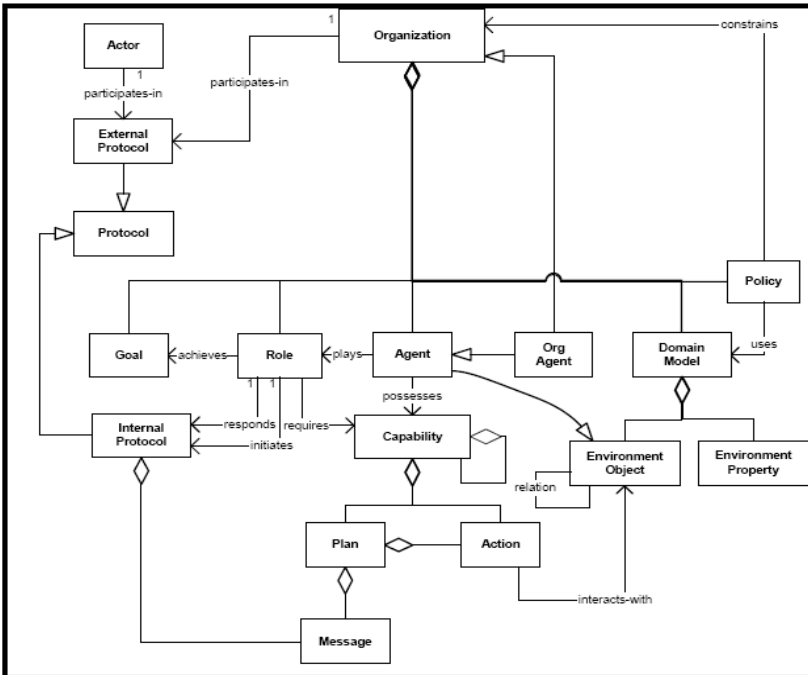 1
Organization
constrains
Actor
1
participates-in
participates-in
External
Protocol
Protocol
Policy
Goal
achieves
Role
plays
Agent
Org
Agent
Domain
Model
uses
1
1
possesses
Internal
Protocol
responds
requires
initiates
Capability
Environment
Object
Environment
Property
relation
Plan
Action
interacts-with
Message